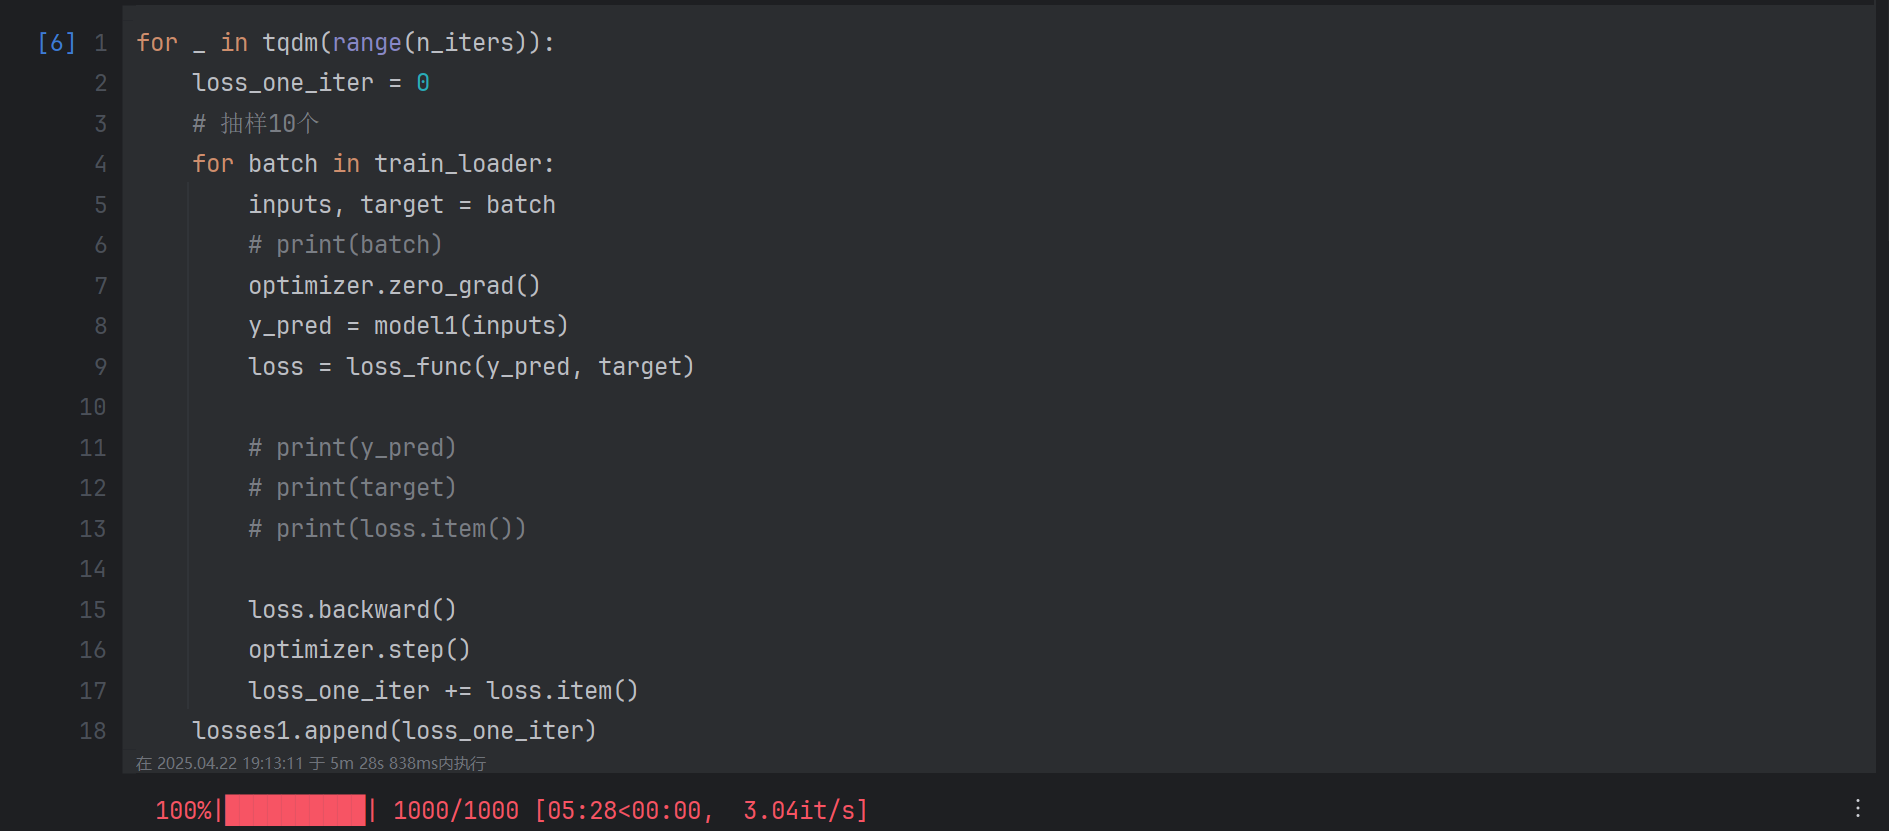 [6] 1 for _ in tqdm(range(n_iters)):
2     loss_one_iter = 0
3     # 抽样10个
4     for batch in train_loader:
5         inputs, target = batch
6         # print(batch)
7         optimizer.zero_grad()
8         y_pred = model1(inputs)
9         loss = loss_func(y_pred, target)
10
11         # print(y_pred)
12         # print(target)
13         # print(loss.item())
14
15         loss.backward()
16         optimizer.step()
17         loss_one_iter += loss.item()
18     losses1.append(loss_one_iter)
在 2025.04.22 19:13:11 于 5m 28s 838ms内执行
100%|██████████| 1000/1000 [05:28<00:00,  3.04it/s]